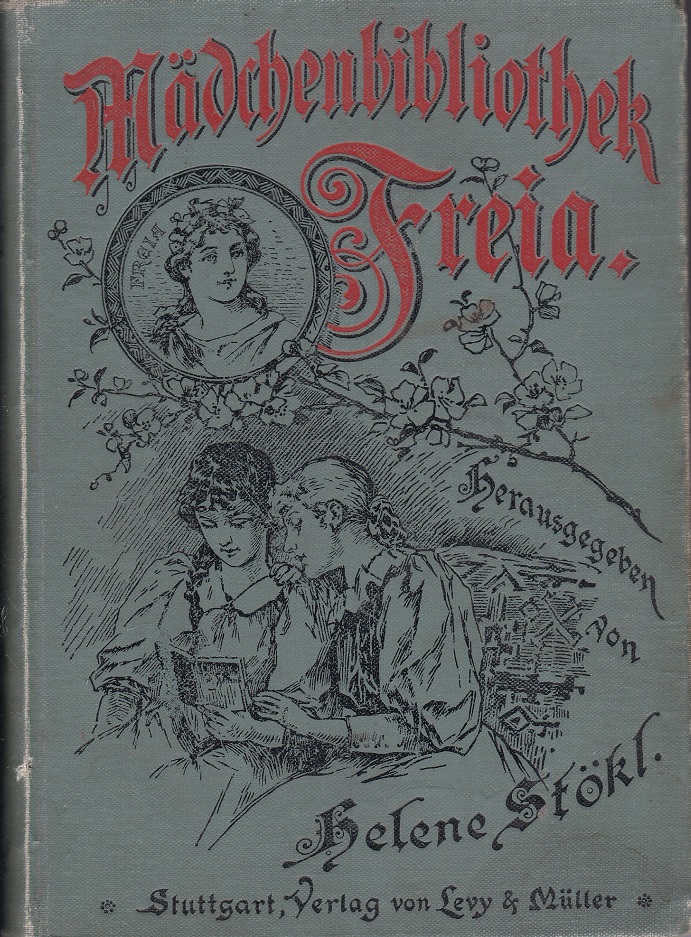 Mädchenbibliothek
Freia.
FREIA
Herausgegeben
von
Helene Stökl.
Stuttgart, Verlag von Levy & Müller